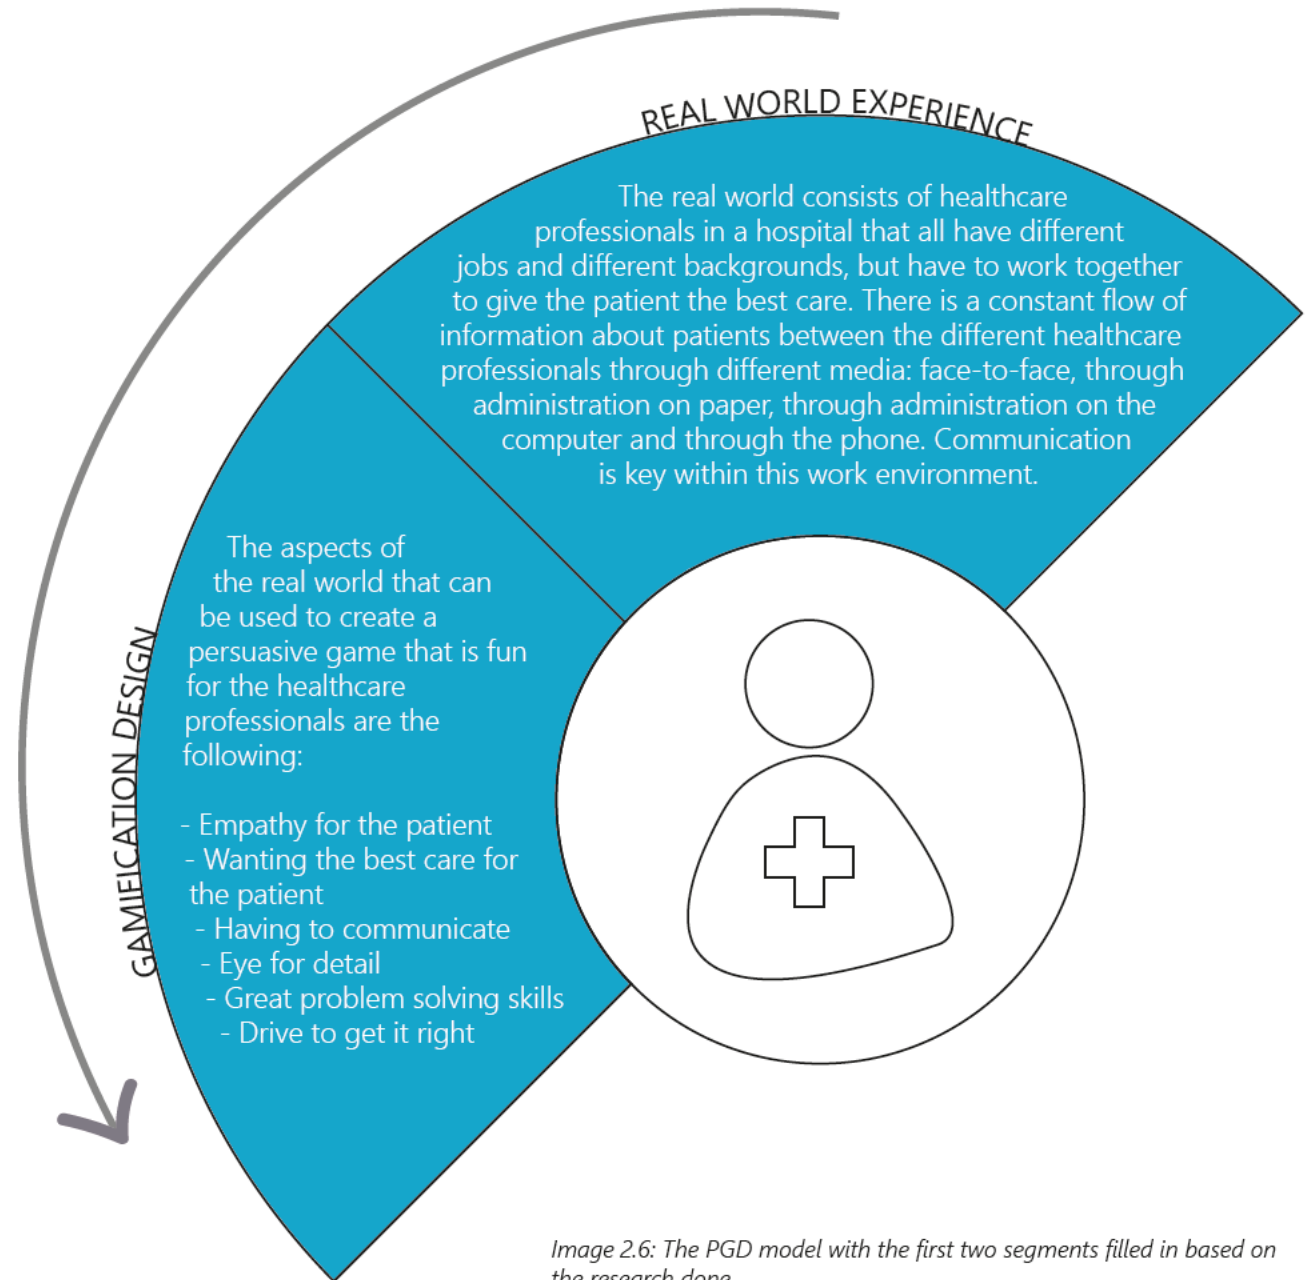 REAL WORLD EXPERIENCE
The real world consists of healthcare
professionals in a hospital that all have different
jobs and different backgrounds, but have to work together
to give the patient the best care. There is a constant flow of
information about patients between the different healthcare
professionals through different media: face-to-face, through
administration on paper, through administration on the
computer and through the phone. Communication
is key within this work environment.
GAMIFICATION DESIGN
The aspects of
the real world that can
be used to create a
persuasive game that is fun
for the healthcare
professionals are the
following:
- Empathy for the patient
- Wanting the best care for
the patient
- Having to communicate
- Eye for detail
- Great problem solving skills
- Drive to get it right
Image 2.6: The PGD model with the first two segments filled in based on
the research done